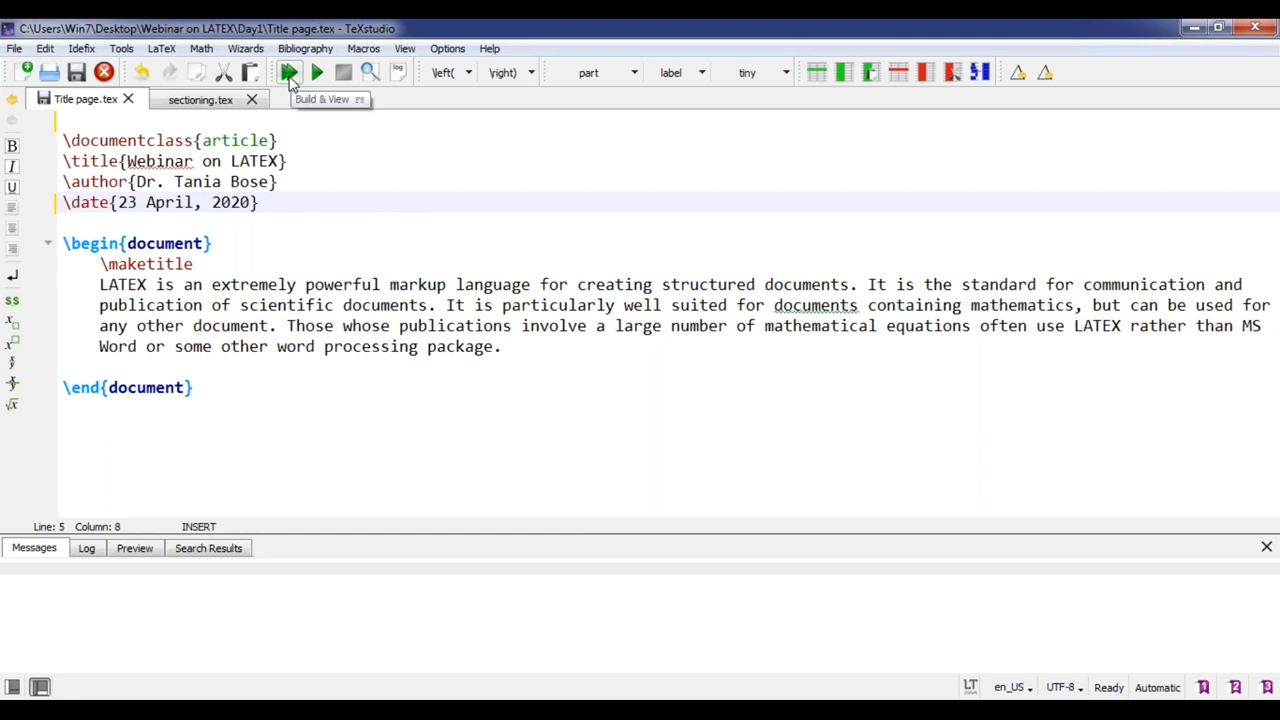 C:\Users\Win7\Desktop\Webinar on LATEX\Day1\Title page.tex - TeXstudio
File Edit Idefix Tools LaTeX Math Wizards Bibliography Macros View Options Help
log \left( \right) part label tiny
Title page.tex sectioning.tex
Build & View
\documentclass{article}
\title{Webinar on LATEX}
\author{Dr. Tania Bose}
\date{23 April, 2020}
\begin{document}
\maketitle
LATEX is an extremely powerful markup language for creating structured documents. It is the standard for communication and
publication of scientific documents. It is particularly well suited for documents containing mathematics, but can be used for
any other document. Those whose publications involve a large number of mathematical equations often use LATEX rather than MS
Word or some other word processing package.
\end{document}
B
I
U
$$
Line: 5 Column: 8 INSERT
Messages Log Preview Search Results
LT en_US UTF-8 Ready Automatic 1 2 3